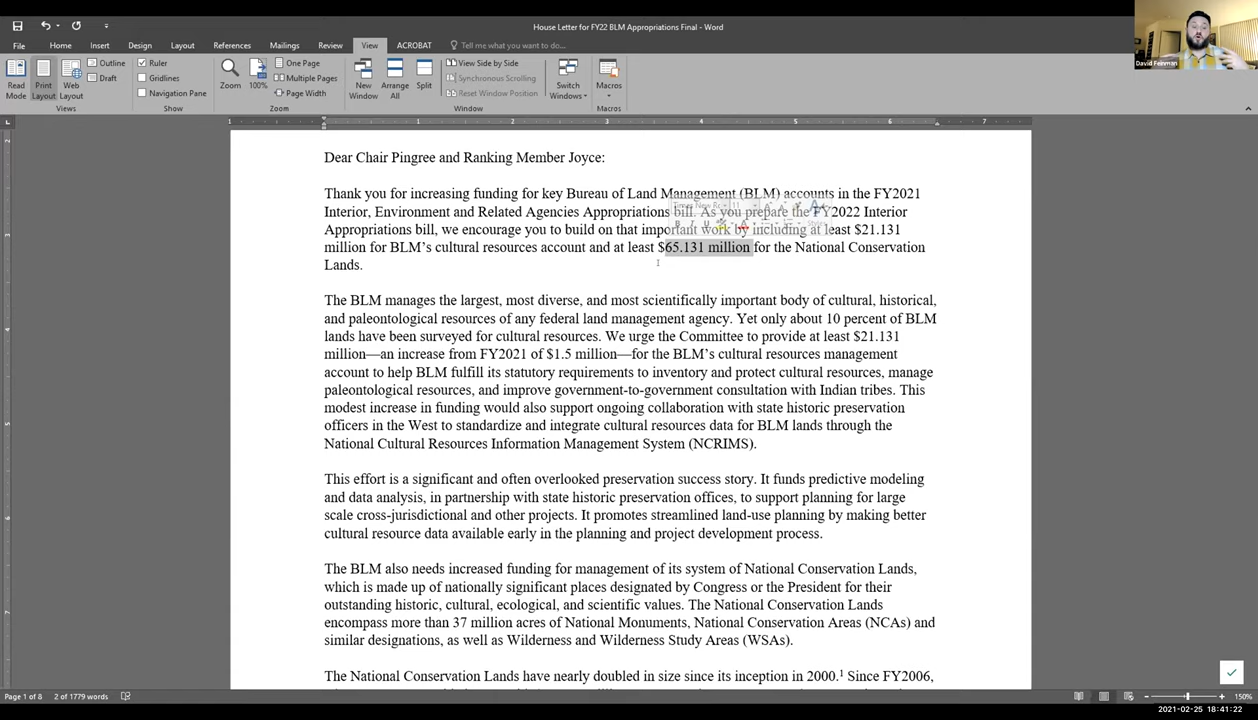 House Letter for FY22 BLM Appropriations Final - Word
File Home Insert Design Layout References Mailings Review View ACROBAT Tell me what you want to do...
Read Mode
Print Layout
Web Layout
Outline
Draft
Views
Ruler
Gridlines
Navigation Pane
Show
Zoom
100%
One Page
Multiple Pages
Page Width
Zoom
New Window
Arrange All
Split
View Side by Side
Synchronous Scrolling
Reset Window Position
Window
Switch Windows
Macros
Macros
David Feinman
Dear Chair Pingree and Ranking Member Joyce:
Thank you for increasing funding for key Bureau of Land Management (BLM) accounts in the FY2021
Interior, Environment and Related Agencies Appropriations bill. As you prepare the FY2022 Interior
Appropriations bill, we encourage you to build on that important work by including at least $21.131
million for BLM's cultural resources account and at least $65.131 million for the National Conservation
Lands.
The BLM manages the largest, most diverse, and most scientifically important body of cultural, historical,
and paleontological resources of any federal land management agency. Yet only about 10 percent of BLM
lands have been surveyed for cultural resources. We urge the Committee to provide at least $21.131
million—an increase from FY2021 of $1.5 million—for the BLM's cultural resources management
account to help BLM fulfill its statutory requirements to inventory and protect cultural resources, manage
paleontological resources, and improve government-to-government consultation with Indian tribes. This
modest increase in funding would also support ongoing collaboration with state historic preservation
officers in the West to standardize and integrate cultural resources data for BLM lands through the
National Cultural Resources Information Management System (NCRIMS).
This effort is a significant and often overlooked preservation success story. It funds predictive modeling
and data analysis, in partnership with state historic preservation offices, to support planning for large
scale cross-jurisdictional and other projects. It promotes streamlined land-use planning by making better
cultural resource data available early in the planning and project development process.
The BLM also needs increased funding for management of its system of National Conservation Lands,
which is made up of nationally significant places designated by Congress or the President for their
outstanding historic, cultural, ecological, and scientific values. The National Conservation Lands
encompass more than 37 million acres of National Monuments, National Conservation Areas (NCAs) and
similar designations, as well as Wilderness and Wilderness Study Areas (WSAs).
The National Conservation Lands have nearly doubled in size since its inception in 2000.¹ Since FY2006,
Page 1 of 8 2 of 1779 words 150%
2021-02-25 18:41:22